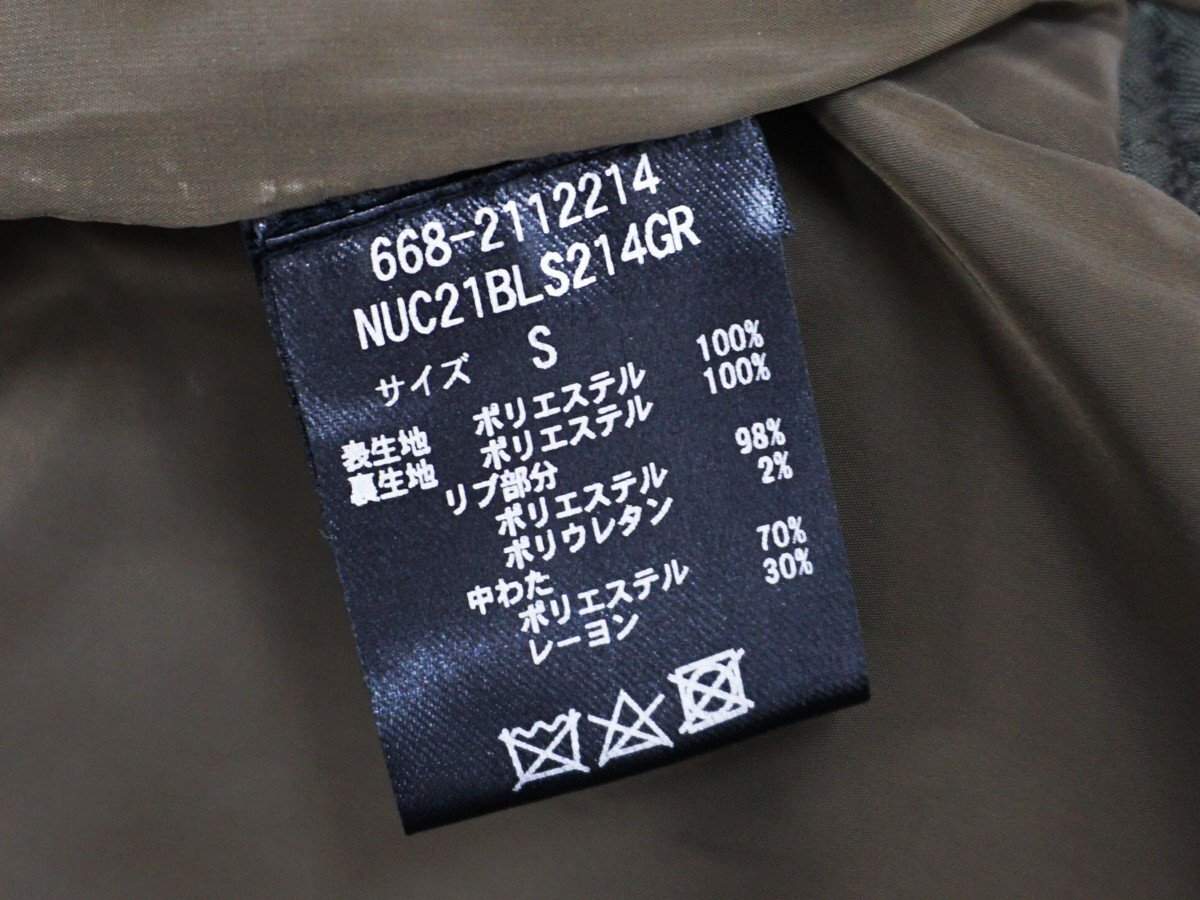 668-2112214
NUC21BLS214GR
サイズ S
表生地 ポリエステル 100%
裏生地 ポリエステル 100%
リブ部分
ポリエステル 98%
ポリウレタン 2%
中わた
ポリエステル 70%
レーヨン 30%